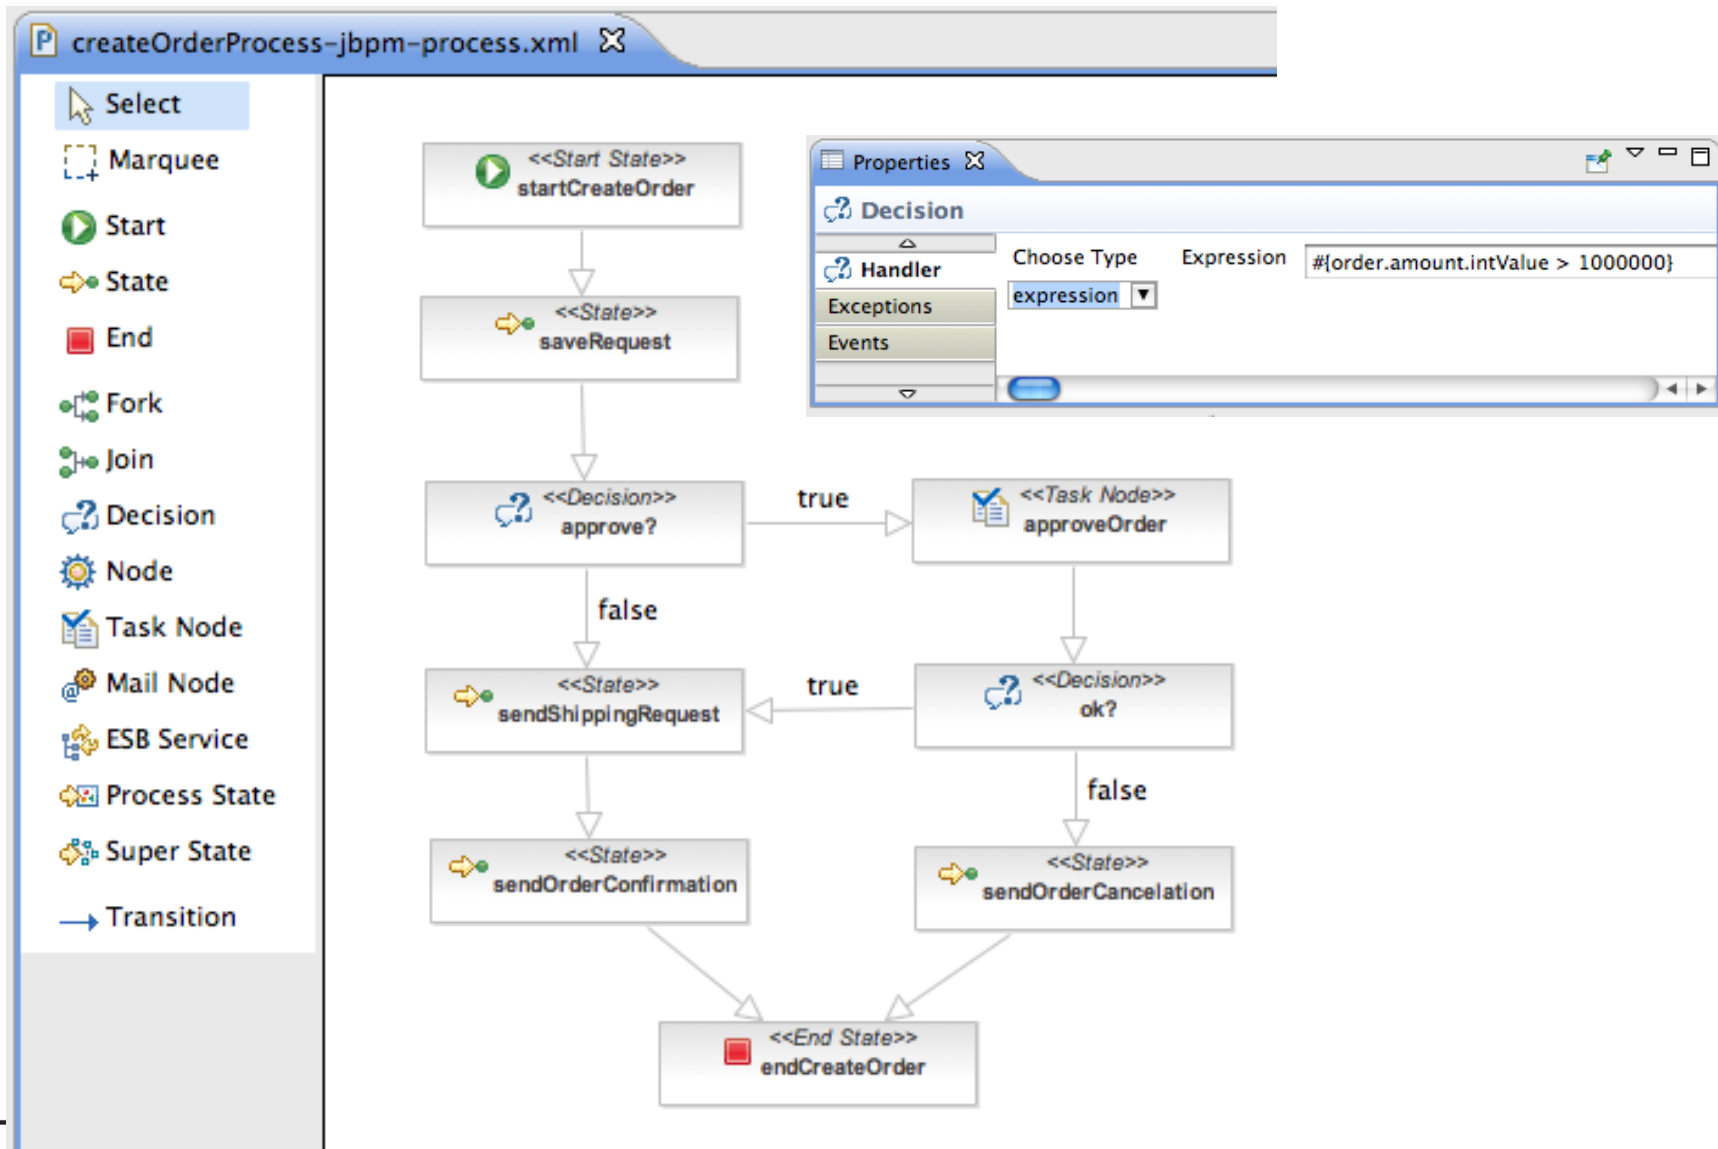 createOrderProcess-jbpm-process.xml
Select
Marquee
Start
State
End
Fork
Join
Decision
Node
Task Node
Mail Node
ESB Service
Process State
Super State
Transition
<<Start State>>
startCreateOrder
<<State>>
saveRequest
<<Decision>>
approve?
true
<<Task Node>>
approveOrder
false
<<State>>
sendShippingRequest
true
<<Decision>>
ok?
false
<<State>>
sendOrderConfirmation
<<State>>
sendOrderCancelation
<<End State>>
endCreateOrder
Properties
Decision
Handler
Exceptions
Events
Choose Type
expression
Expression
#{order.amount.intValue > 1000000}